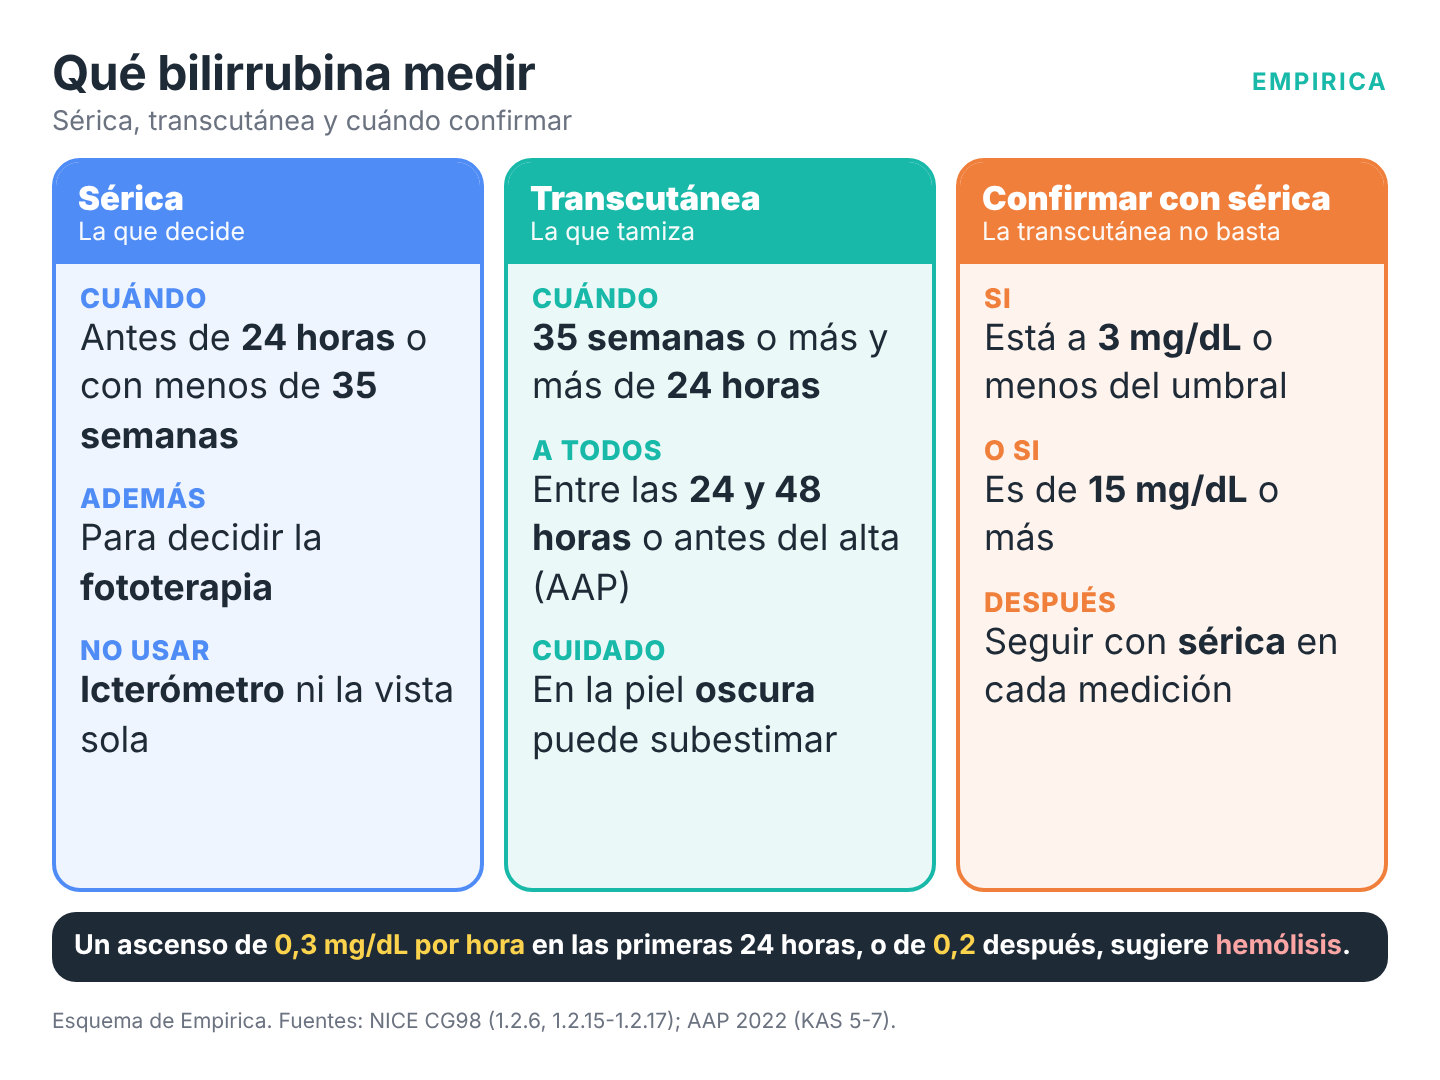 Qué bilirrubina medir
EMPIRICA
Sérica, transcutánea y cuándo confirmar
Sérica
La que decide
CUÁNDO
Antes de 24 horas o
con menos de 35
semanas
ADEMÁS
Para decidir la
fototerapia
NO USAR
Icterómetro ni la vista
sola
Transcutánea
La que tamiza
CUÁNDO
35 semanas o más y
más de 24 horas
A TODOS
Entre las 24 y 48
horas o antes del alta
(AAP)
CUIDADO
En la piel oscura
puede subestimar
Confirmar con sérica
La transcutánea no basta
SI
Está a 3 mg/dL o
menos del umbral
O SI
Es de 15 mg/dL o
más
DESPUÉS
Seguir con sérica en
cada medición
Un ascenso de 0,3 mg/dL por hora en las primeras 24 horas, o de 0,2 después, sugiere hemólisis.
Esquema de Empirica. Fuentes: NICE CG98 (1.2.6, 1.2.15-1.2.17); AAP 2022 (KAS 5-7).